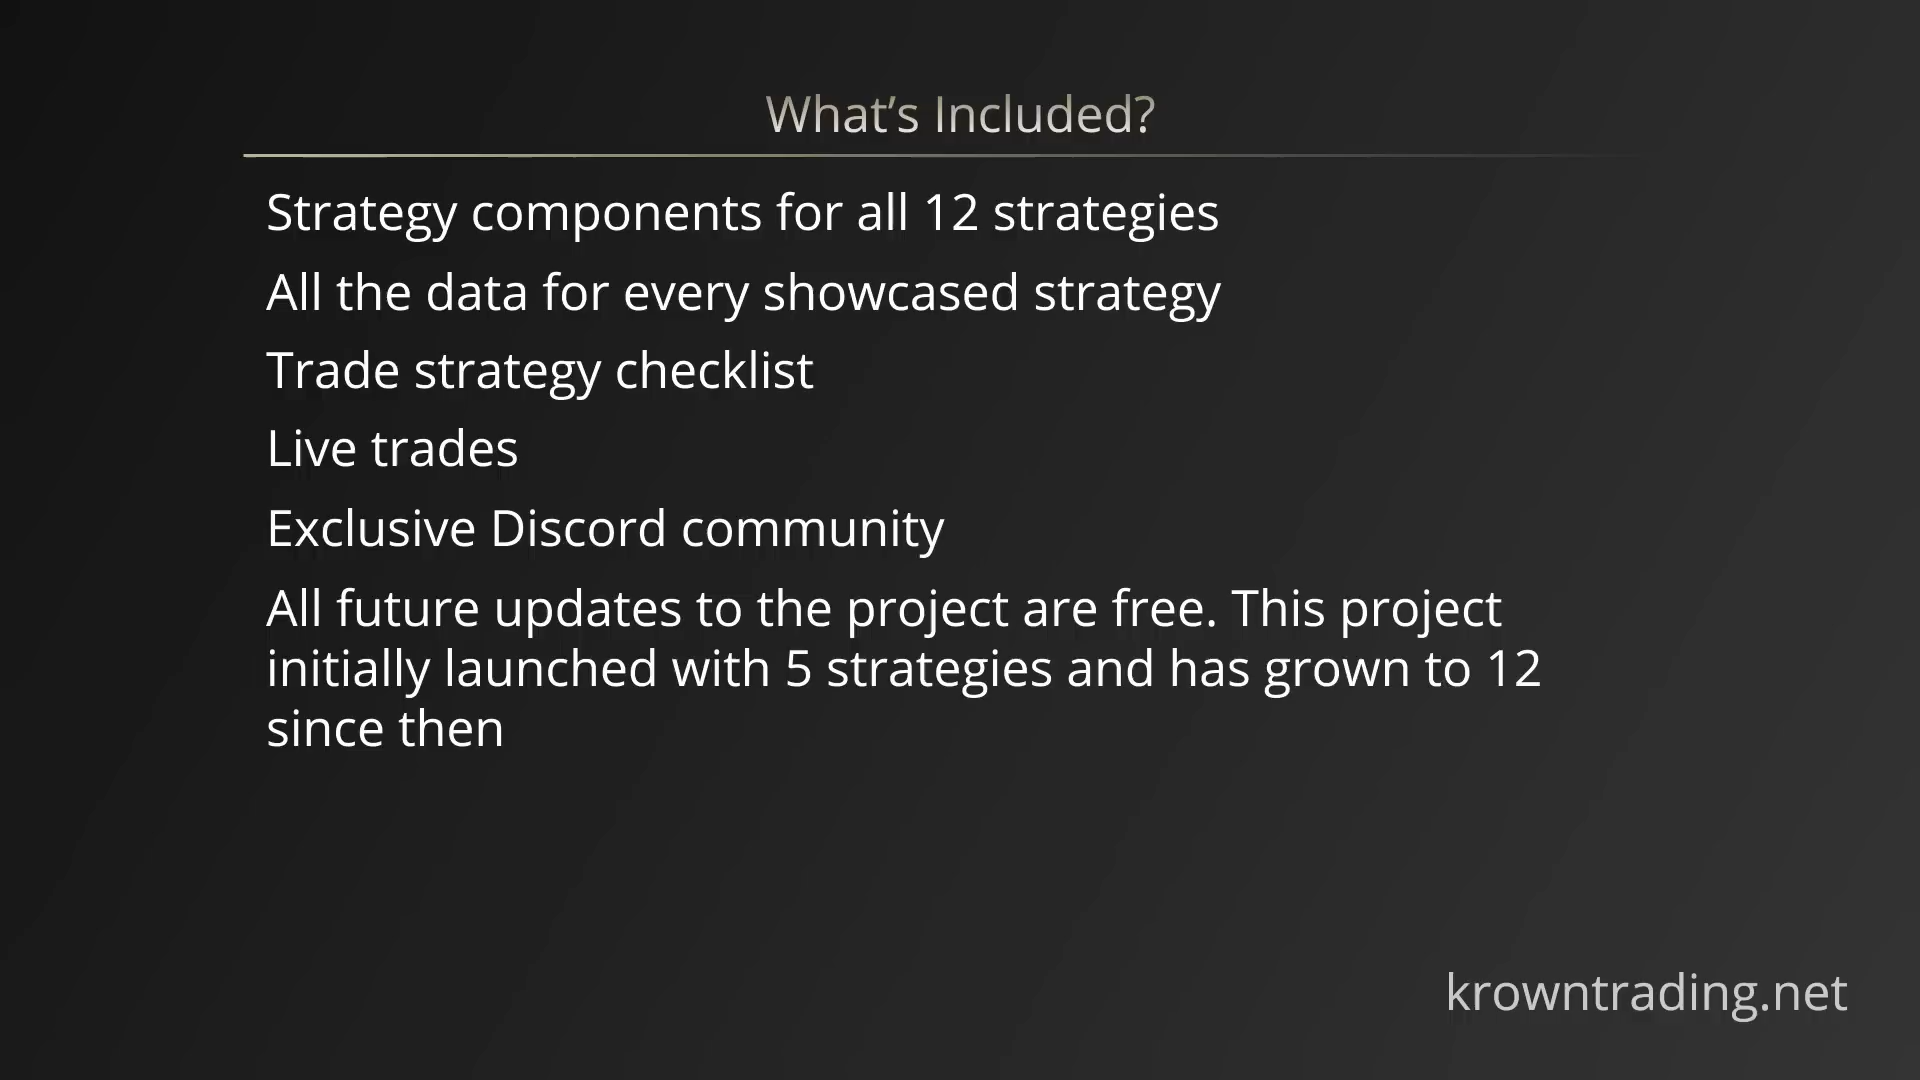 What’s Included?
Strategy components for all 12 strategies
All the data for every showcased strategy
Trade strategy checklist
Live trades
Exclusive Discord community
All future updates to the project are free. This project
initially launched with 5 strategies and has grown to 12
since then
krowntrading.net